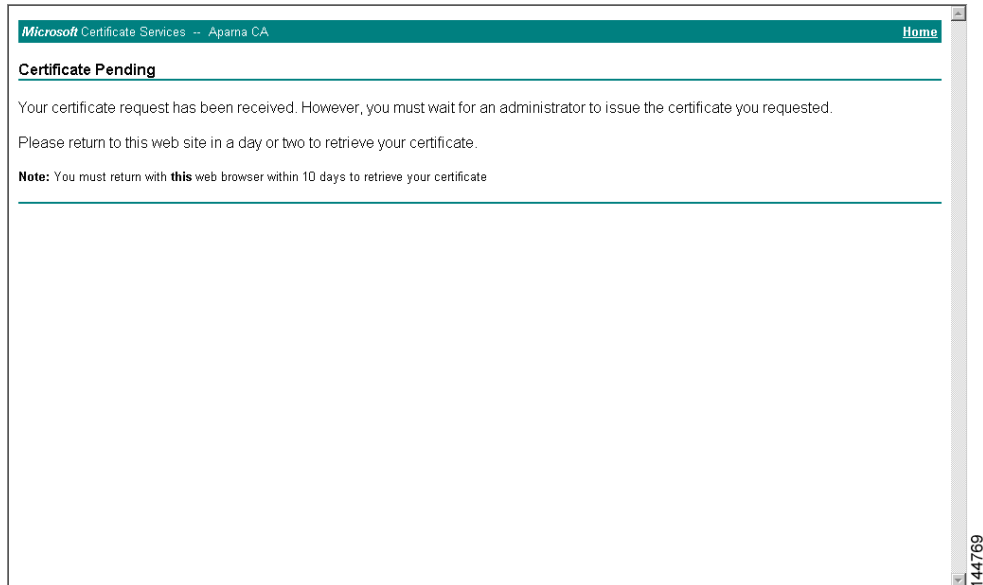 Microsoft Certificate Services -- Aparna CA Home
Certificate Pending
Your certificate request has been received. However, you must wait for an administrator to issue the certificate you requested.
Please return to this web site in a day or two to retrieve your certificate.
Note: You must return with this web browser within 10 days to retrieve your certificate
144769